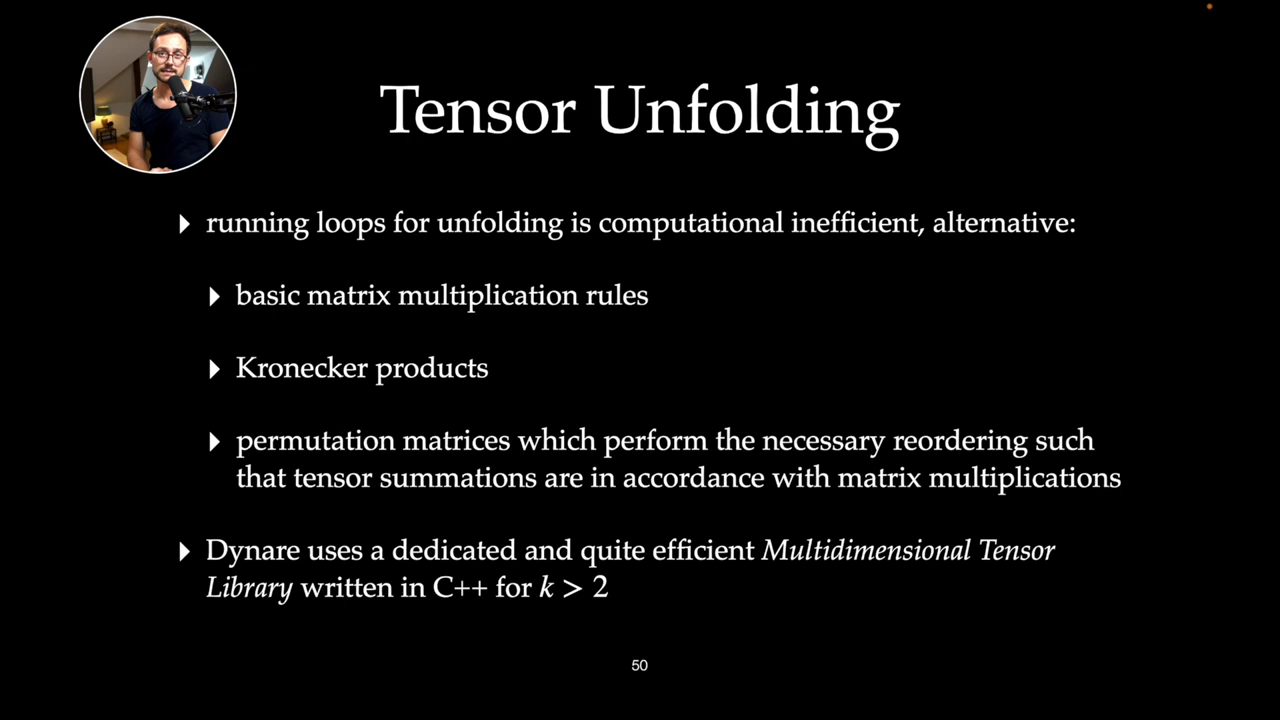 Tensor Unfolding
running loops for unfolding is computational inefficient, alternative:
basic matrix multiplication rules
Kronecker products
permutation matrices which perform the necessary reordering such
that tensor summations are in accordance with matrix multiplications
Dynare uses a dedicated and quite efficient Multidimensional Tensor
Library written in C++ for k > 2
50